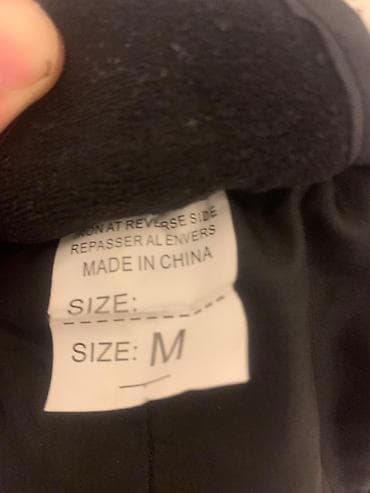 IRON AT REVERSE SIDE
REPASSER AL ENVERS
MADE IN CHINA
SIZE:
SIZE: M